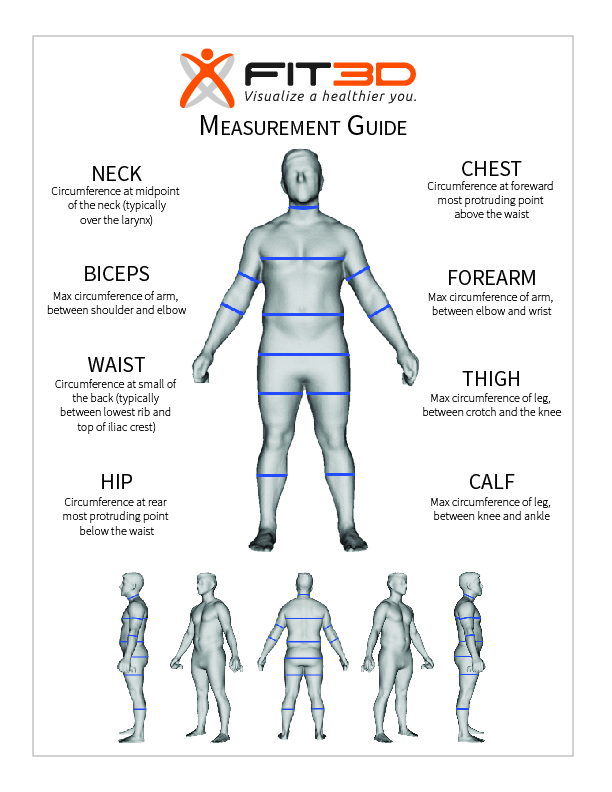 FIT3D
Visualize a healthier you.
Measurement Guide
NECK
Circumference at midpoint
of the neck (typically
over the larynx)
CHEST
Circumference at foreward
most protruding point
above the waist
BICEPS
Max circumference of arm,
between shoulder and elbow
FOREARM
Max circumference of arm,
between elbow and wrist
WAIST
Circumference at small of
the back (typically
between lowest rib and
top of iliac crest)
THIGH
Max circumference of leg,
between crotch and the knee
HIP
Circumference at rear
most protruding point
below the waist
CALF
Max circumference of leg,
between knee and ankle